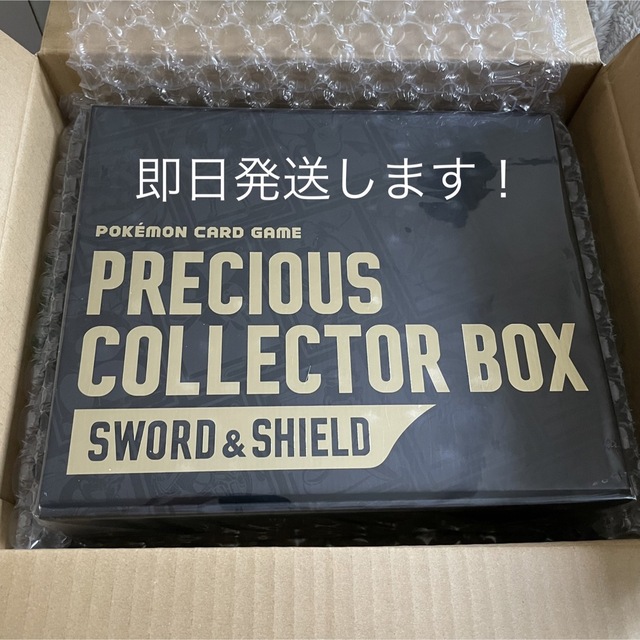 即日発送します！
POKÉMON CARD GAME
PRECIOUS
COLLECTOR BOX
SWORD & SHIELD